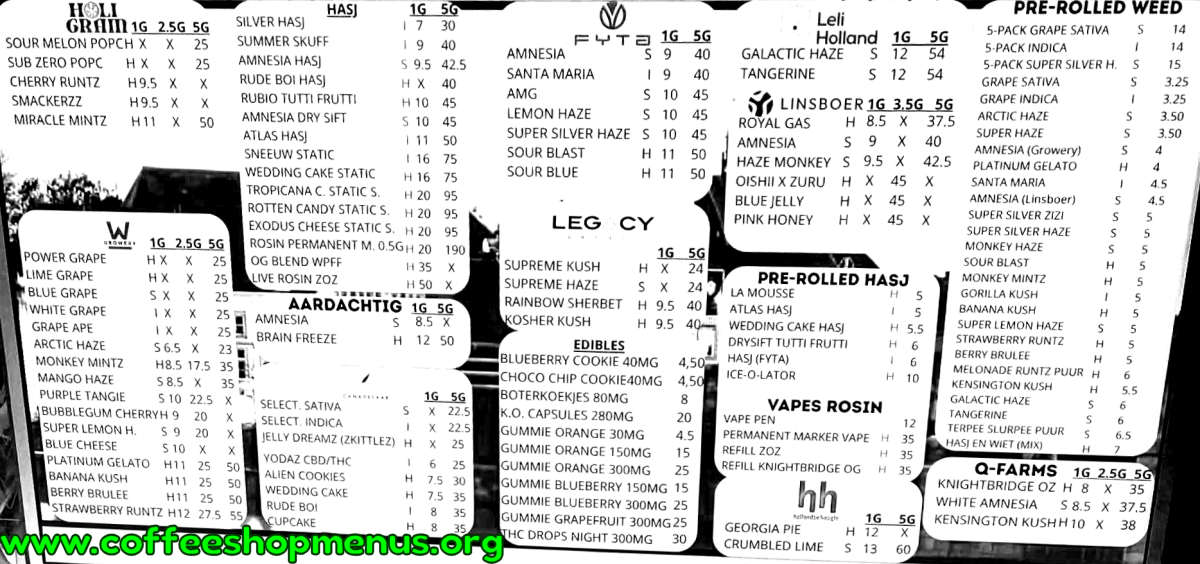 HOLI GRAM 1G 2.5G 5G
SOUR MELON POPCH X X 25
SUB ZERO POPC H X X 25
CHERRY RUNTZ H 9.5 X X
SMACKERZZ H 9.5 X X
MIRACLE MINTZ H 11 X 50
W GROWERY 1G 2.5G 5G
POWER GRAPE H X X 25
LIME GRAPE H X X 25
BLUE GRAPE S X X 25
WHITE GRAPE I X X 25
GRAPE APE I X X 25
ARCTIC HAZE S 6.5 X 23
MONKEY MINTZ H 8.5 17.5 35
MANGO HAZE S 8.5 X 35
PURPLE TANGIE S 10 22.5 X
BUBBLEGUM CHERRY H 9 20 X
SUPER LEMON H. S 9 20 X
BLUE CHEESE S 10 X X
PLATINUM GELATO H 11 25 50
BANANA KUSH H 11 25 50
BERRY BRULEE H 11 25 50
STRAWBERRY RUNTZ H 12 27.5 55
HASJ 1G 5G
SILVER HASJ I 7 30
SUMMER SKUFF I 9 40
AMNESIA HASJ S 9.5 42.5
RUDE BOI HASJ H X 40
RUBIO TUTTI FRUTTI H 10 45
AMNESIA DRY SIFT S 10 45
ATLAS HASJ I 11 50
SNEEUW STATIC I 16 75
WEDDING CAKE STATIC H 16 75
TROPICANA C. STATIC S. H 20 95
ROTTEN CANDY STATIC S. H 20 95
EXODUS CHEESE STATIC S. H 20 95
ROSIN PERMANENT M. 0.5G H 20 190
OG BLEND WPFF H 35 X
LIVE ROSIN ZOZ H 50 X
AARDACHTIG 1G 5G
AMNESIA S 8.5 X
BRAIN FREEZE H 12 50
1G 5G
SELECT. SATIVA S X 22.5
SELECT. INDICA I X 22.5
JELLY DREAMZ (ZKITTLEZ) H X 25
YODAZ CBD/THC I 6 25
ALIEN COOKIES H 7.5 30
WEDDING CAKE H 7.5 35
RUDE BOI I 8 35
CUPCAKE H 8 35
FYTA 1G 5G
AMNESIA S 9 40
SANTA MARIA I 9 40
AMG S 10 45
LEMON HAZE S 10 45
SUPER SILVER HAZE S 10 45
SOUR BLAST H 11 50
SOUR BLUE H 11 50
LEGACY 1G 5G
SUPREME KUSH H X 24
SUPREME HAZE S X 24
RAINBOW SHERBET H 9.5 40
KOSHER KUSH H 9.5 40
EDIBLES
BLUEBERRY COOKIE 40MG 4,50
CHOCO CHIP COOKIE40MG 4,50
BOTERKOEKJES 80MG 8
K.O. CAPSULES 280MG 20
GUMMIE ORANGE 30MG 4.5
GUMMIE ORANGE 150MG 15
GUMMIE ORANGE 300MG 25
GUMMIE BLUEBERRY 150MG 15
GUMMIE BLUEBERRY 300MG 25
GUMMIE GRAPEFRUIT 300MG 25
THC DROPS NIGHT 300MG 30
Leli Holland 1G 5G
GALACTIC HAZE S 12 54
TANGERINE S 12 54
LINSBOER 1G 3.5G 5G
ROYAL GAS H 8.5 X 37.5
AMNESIA S 9 X 40
HAZE MONKEY S 9.5 X 42.5
OISHII X ZURU H X 45 X
BLUE JELLY H X 45 X
PINK HONEY H X 45 X
PRE-ROLLED HASJ
LA MOUSSE H 5
ATLAS HASJ I 5
WEDDING CAKE HASJ H 5.5
DRYSIFT TUTTI FRUTTI H 6
HASJ (FYTA) I 6
ICE-O-LATOR H 10
VAPES ROSIN
VAPE PEN 12
PERMANENT MARKER VAPE H 35
REFILL ZOZ H 35
REFILL KNIGHTBRIDGE OG H 35
hh
hollandse hoogh
1G 5G
GEORGIA PIE H 12 X
CRUMBLED LIME S 13 60
PRE-ROLLED WEED
5-PACK GRAPE SATIVA S 14
5-PACK INDICA I 14
5-PACK SUPER SILVER H. S 15
GRAPE SATIVA S 3.25
GRAPE INDICA I 3.25
ARCTIC HAZE S 3.50
SUPER HAZE S 3.50
AMNESIA (Growery) S 4
PLATINUM GELATO H 4
SANTA MARIA I 4.5
AMNESIA (Linsboer) S 4.5
SUPER SILVER ZIZI S 5
SUPER SILVER HAZE S 5
MONKEY HAZE S 5
SOUR BLAST H 5
MONKEY MINTZ H 5
GORILLA KUSH I 5
BANANA KUSH H 5
SUPER LEMON HAZE S 5
STRAWBERRY RUNTZ H 5
BERRY BRULEE H 5
MELONADE RUNTZ PUUR H 6
KENSINGTON KUSH H 5.5
GALACTIC HAZE S 6
TANGERINE S 6
TERPEE SLURPEE PUUR S 6.5
HASJ EN WIET (MIX) H 7
Q-FARMS 1G 2.5G 5G
KNIGHTBRIDGE OZ H 8 X 35
WHITE AMNESIA S 8.5 X 37.5
KENSINGTON KUSH H 10 X 38
www.coffeeshopmenus.org